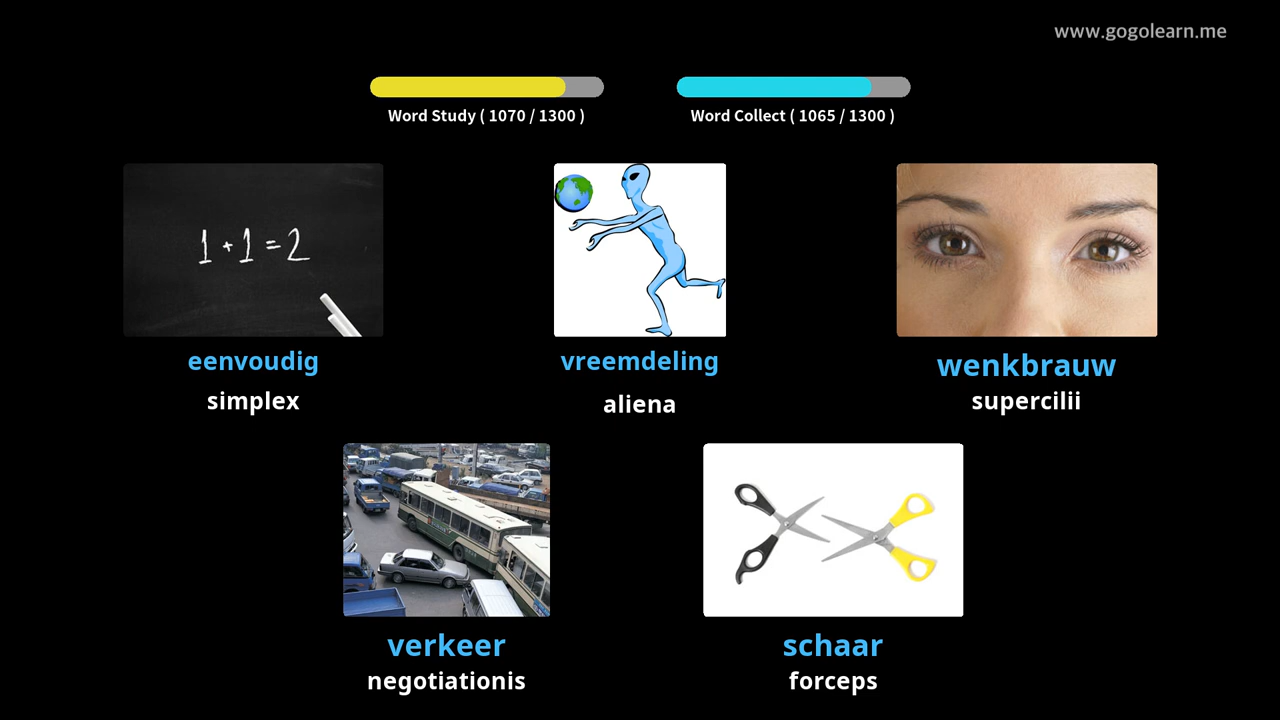 www.gogolearn.me
Word Study ( 1070 / 1300 )
Word Collect ( 1065 / 1300 )
1 + 1 = 2
eenvoudig
simplex
vreemdeling
aliena
wenkbrauw
supercilii
verkeer
negotiationis
schaar
forceps